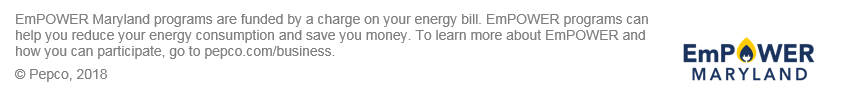 EmPOWER Maryland programs are funded by a charge on your energy bill. EmPOWER programs can
help you reduce your energy consumption and save you money. To learn more about EmPOWER and
how you can participate, go to pepco.com/business.
© Pepco, 2018
EmPOWER
MARYLAND